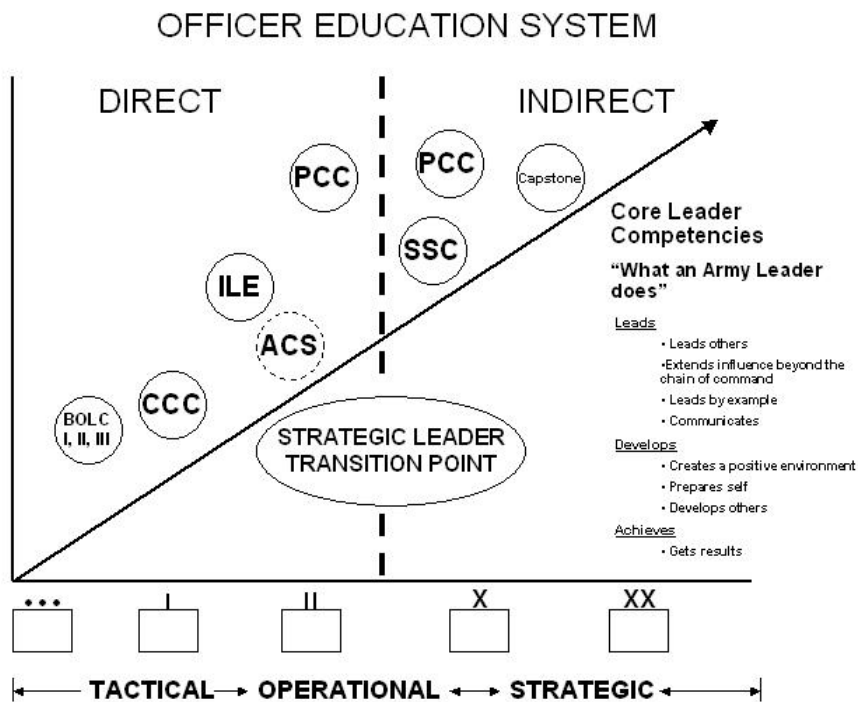 OFFICER EDUCATION SYSTEM
DIRECT
INDIRECT
PCC
PCC
Capstone
SSC
ILE
ACS
CCC
BOLC
I, II, III
STRATEGIC LEADER
TRANSITION POINT
Core Leader
Competencies
“What an Army Leader
does”
Leads
• Leads others
•Extends influence beyond the
chain of command
• Leads by example
• Communicates
Develops
• Creates a positive environment
• Prepares self
• Develops others
Achieves
• Gets results
•••
I
II
X
XX
TACTICAL
OPERATIONAL
STRATEGIC